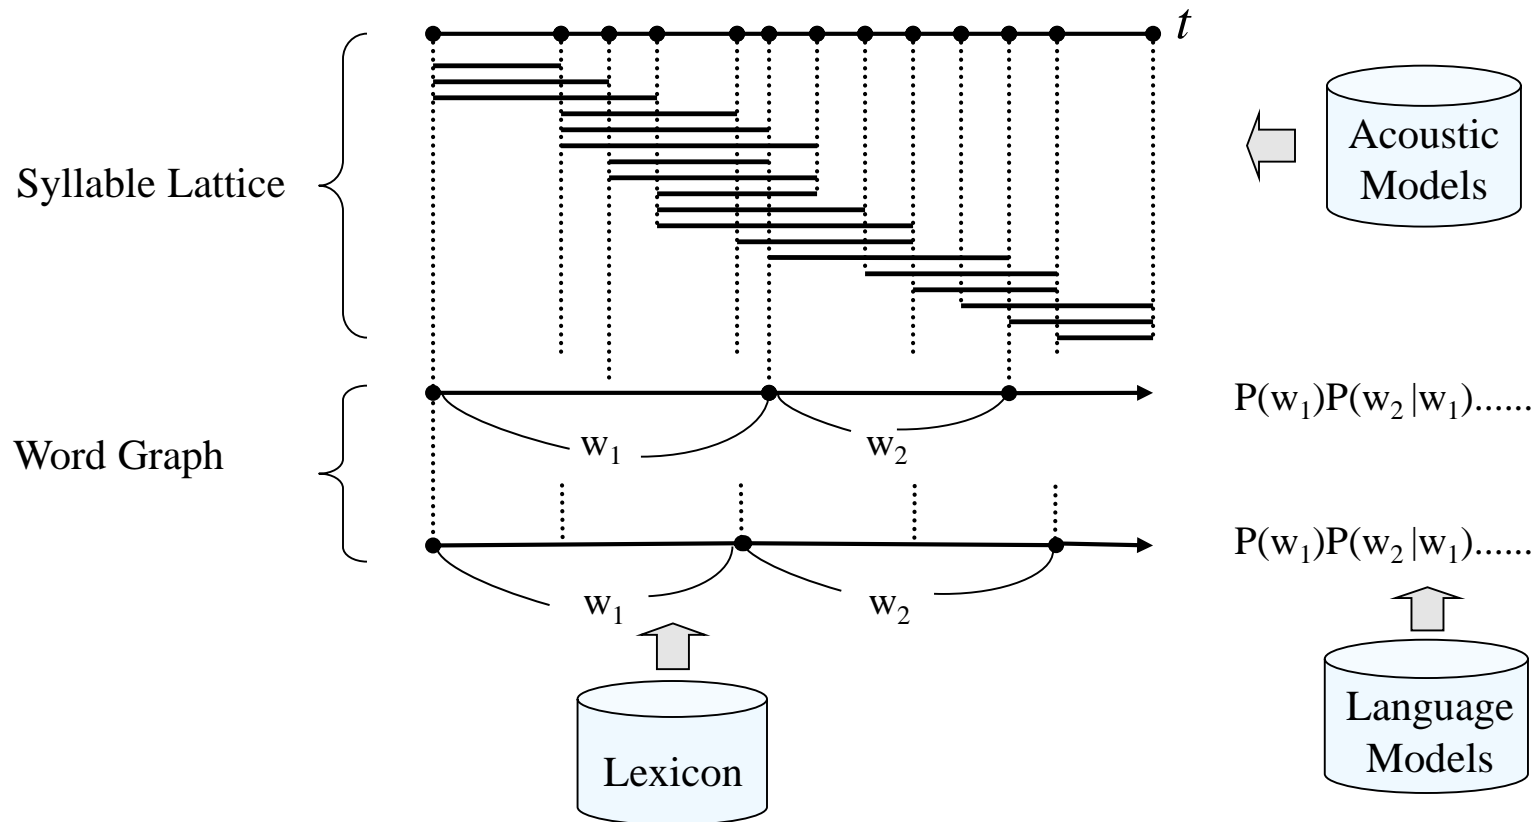 t
Acoustic
Models
Syllable Lattice
P(w₁)P(w₂ |w₁)......
w₁
w₂
Word Graph
P(w₁)P(w₂ |w₁)......
w₁
w₂
Language
Models
Lexicon